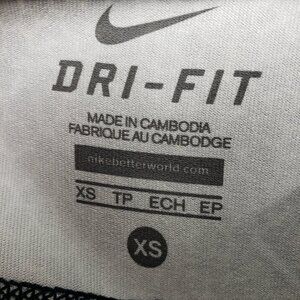 DRI-FIT
MADE IN CAMBODIA
FABRIQUE AU CAMBODGE
nikebetterworld.com
XS TP ECH EP
XS